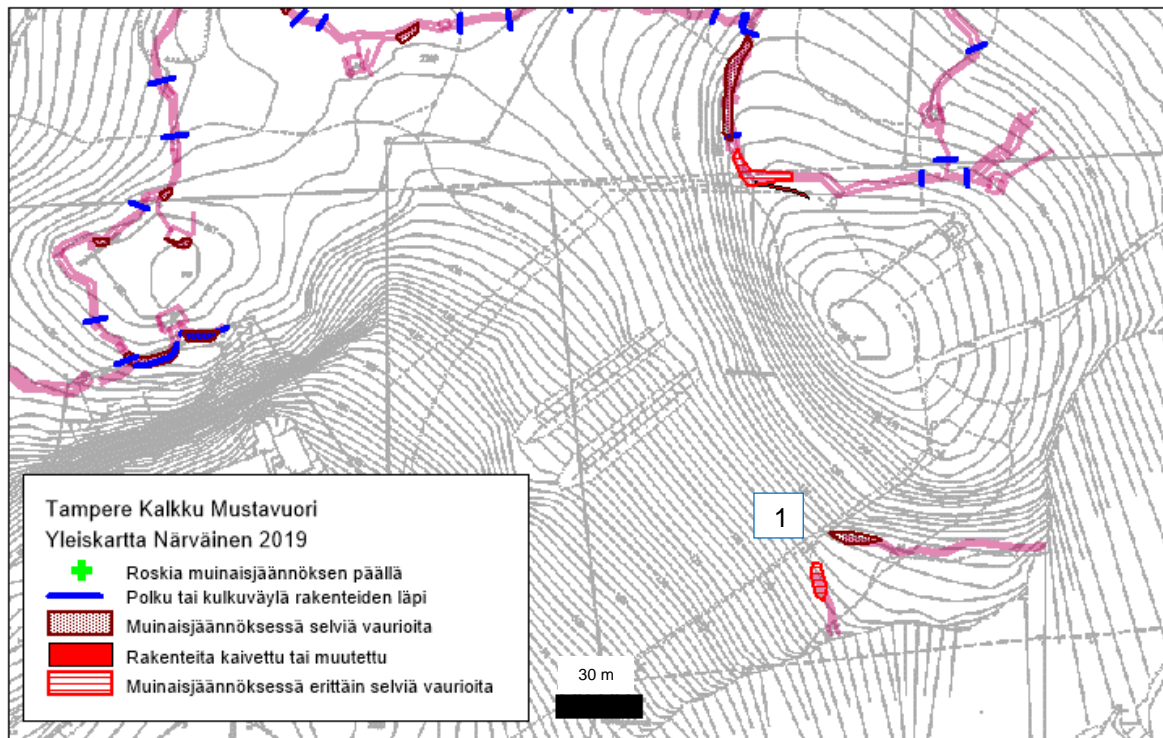 1
Tampere Kalkku Mustavuori
Yleiskartta Närväinen 2019
Roskia muinaisjäännöksen päällä
Polku tai kulkuväylä rakenteiden läpi
Muinaisjäännöksessä selviä vaurioita
Rakenteita kaivettu tai muutettu
Muinaisjäännöksessä erittäin selviä vaurioita
30 m